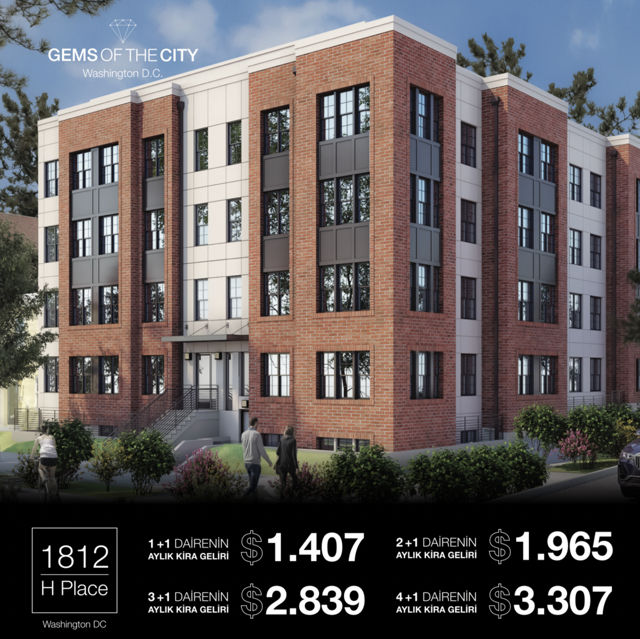 GEMS OF THE CITY
Washington D.C.
1812
H Place
Washington DC
1+1 DAİRENİN
AYLIK KİRA GELİRİ
$1.407
2+1 DAİRENİN
AYLIK KİRA GELİRİ
$1.965
3+1 DAİRENİN
AYLIK KİRA GELİRİ
$2.839
4+1 DAİRENİN
AYLIK KİRA GELİRİ
$3.307